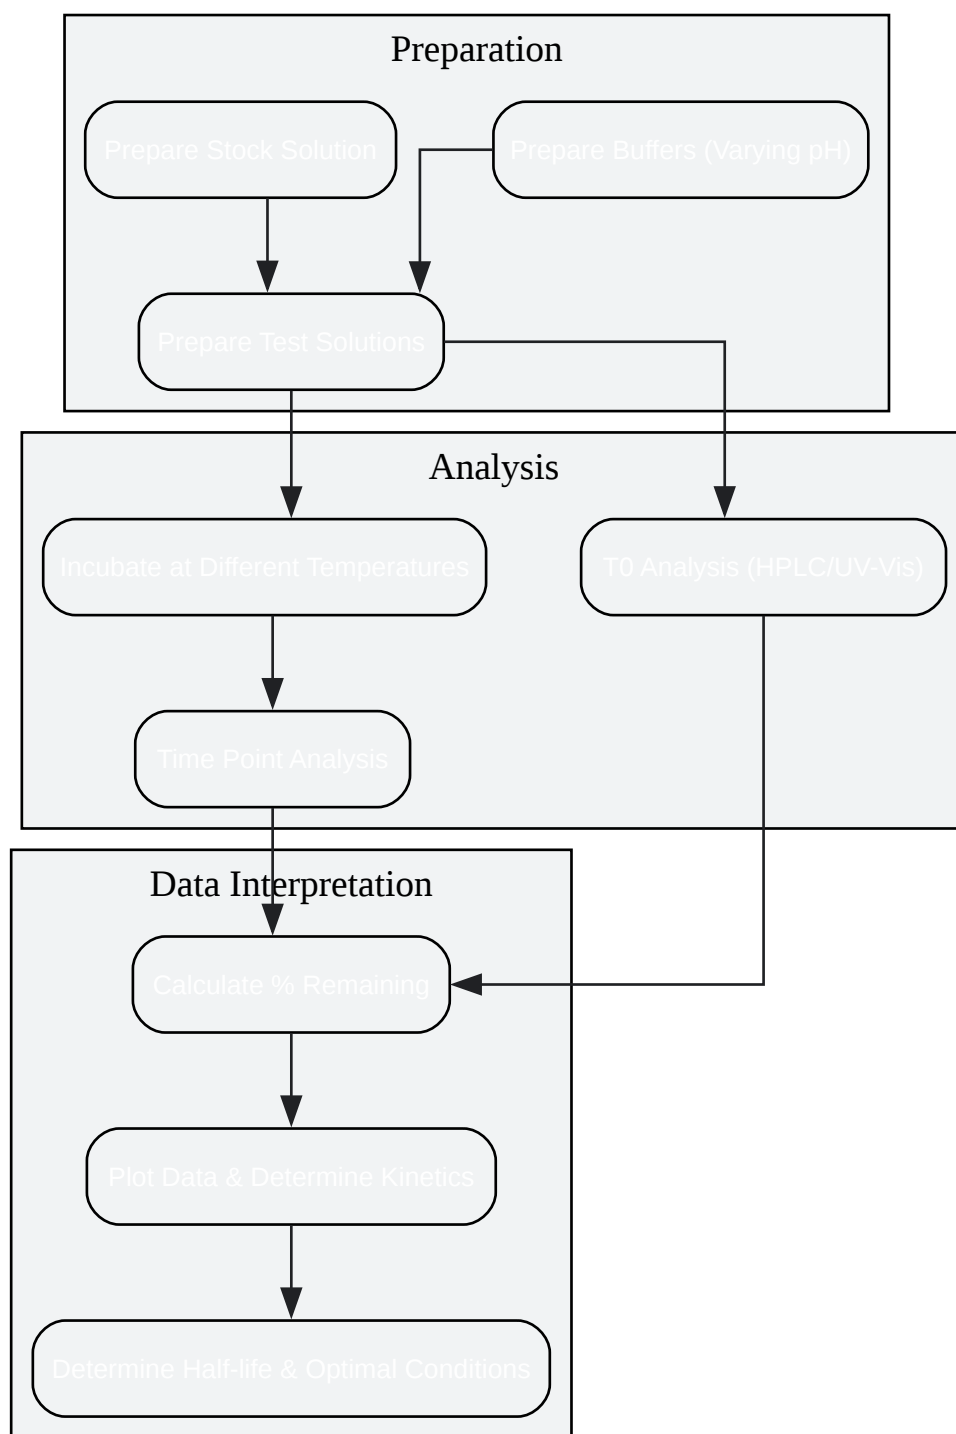 Preparation
Prepare Stock Solution
Prepare Buffers (Varying pH)
Prepare Test Solutions
Analysis
Incubate at Different Temperatures
T0 Analysis (HPLC/UV-Vis)
Time Point Analysis
Data Interpretation
Calculate % Remaining
Plot Data & Determine Kinetics
Determine Half-life & Optimal Conditions